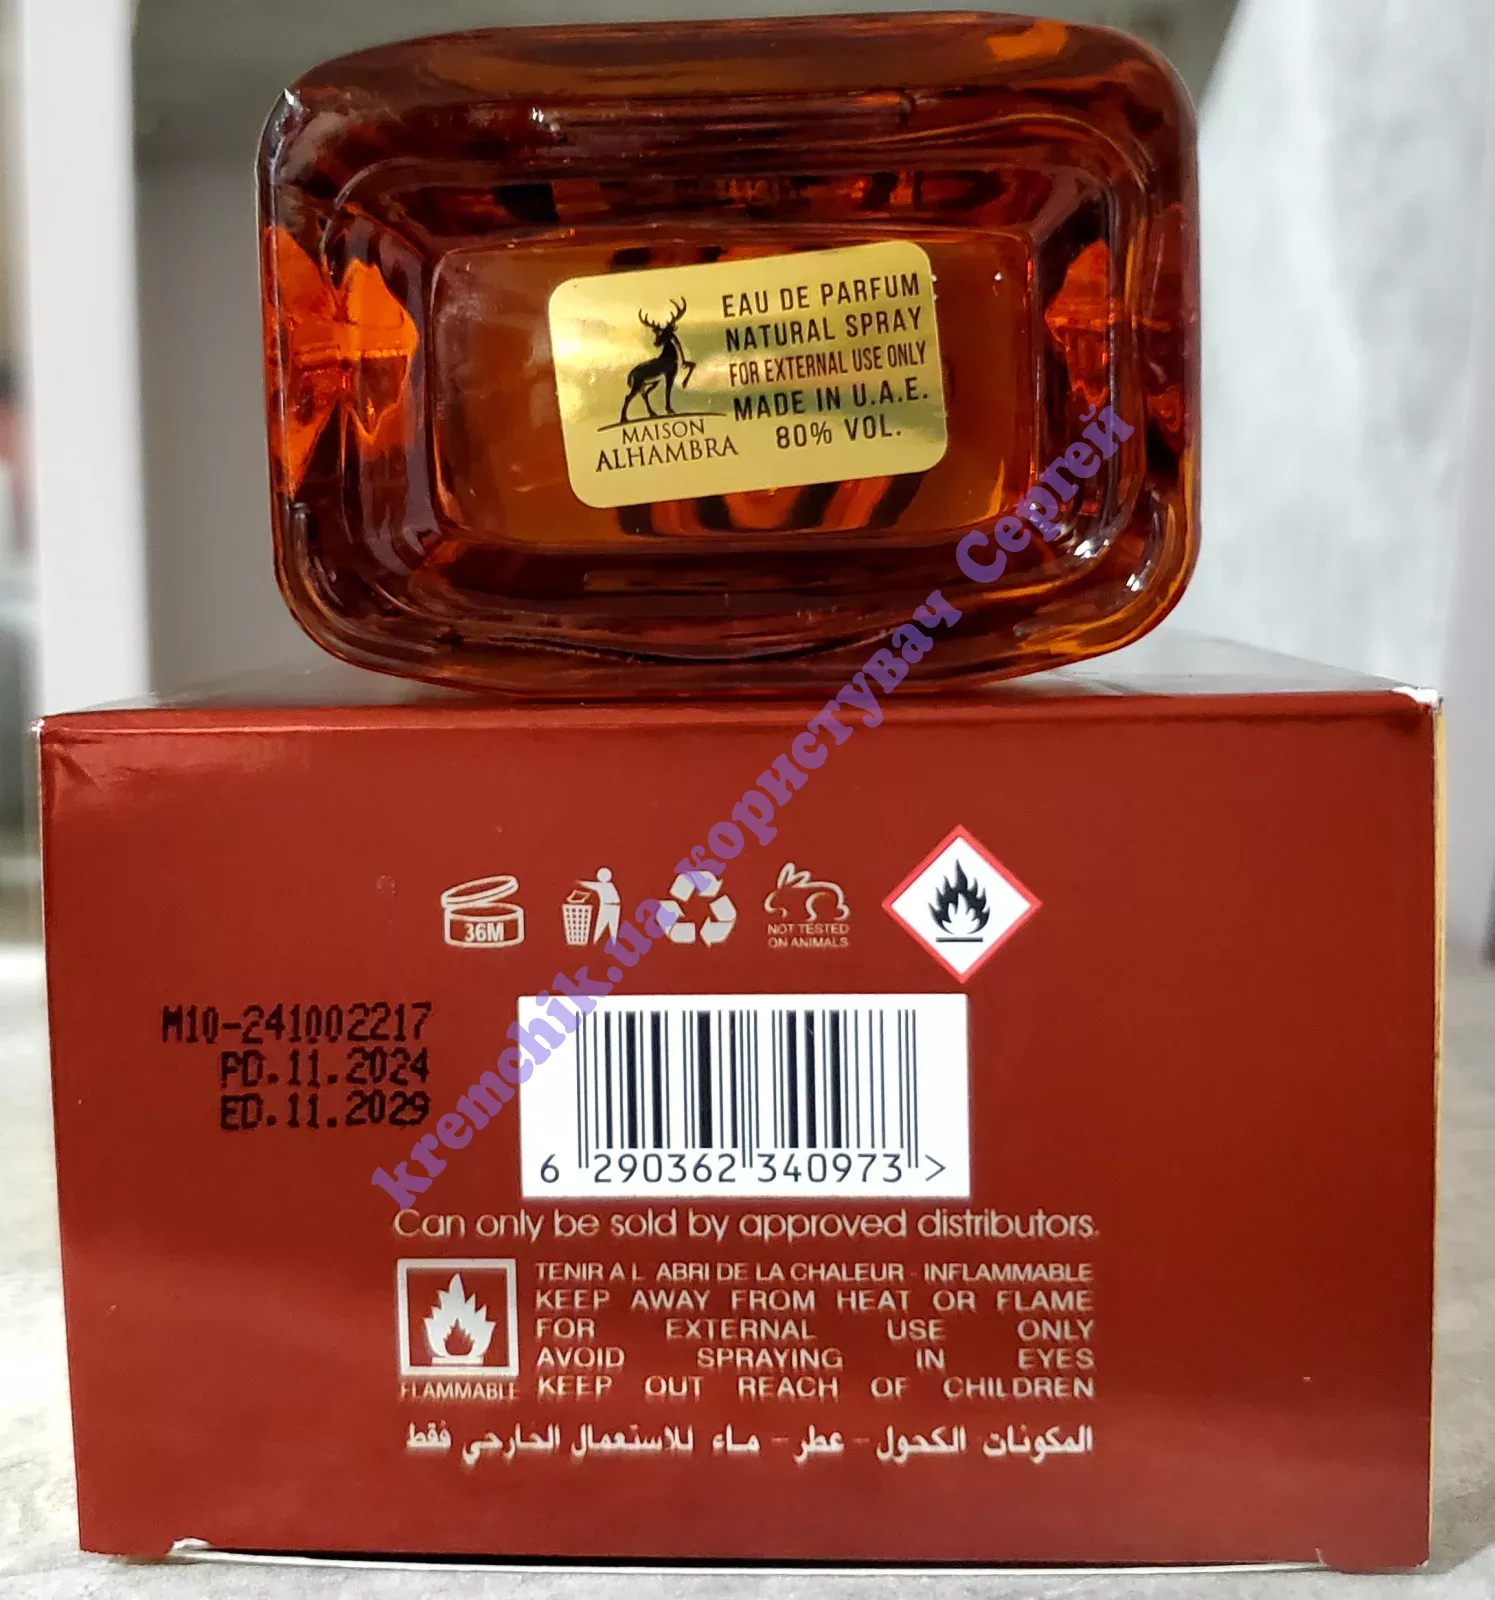 EAU DE PARFUM
NATURAL SPRAY
FOR EXTERNAL USE ONLY
MADE IN U.A.E.
80% VOL.
MAISON
ALHAMBRA
36M
NOT TESTED
ON ANIMALS
M10-241002217
PD.11.2024
ED.11.2029
6 290362 340973 >
Can only be sold by approved distributors.
TENIR A L ABRI DE LA CHALEUR - INFLAMMABLE
KEEP AWAY FROM HEAT OR FLAME
FOR EXTERNAL USE ONLY
AVOID SPRAYING IN EYES
KEEP OUT REACH OF CHILDREN
FLAMMABLE
المكونات الكحول - عطر - ماء للاستعمال الخارجي فقط
kremchik.ua користувач Сергей